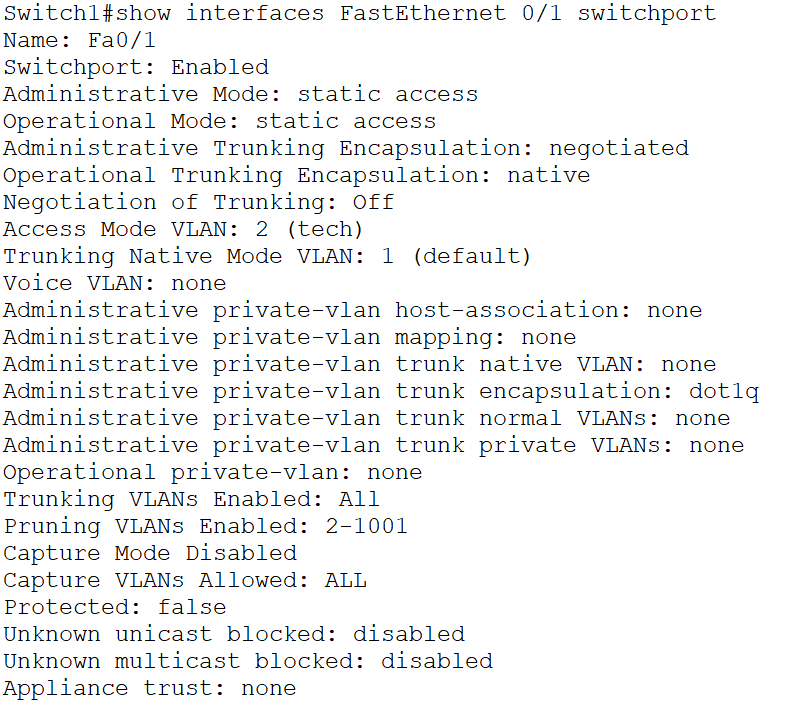 Switch1#show interfaces FastEthernet 0/1 switchport
Name: Fa0/1
Switchport: Enabled
Administrative Mode: static access
Operational Mode: static access
Administrative Trunking Encapsulation: negotiated
Operational Trunking Encapsulation: native
Negotiation of Trunking: Off
Access Mode VLAN: 2 (tech)
Trunking Native Mode VLAN: 1 (default)
Voice VLAN: none
Administrative private-vlan host-association: none
Administrative private-vlan mapping: none
Administrative private-vlan trunk native VLAN: none
Administrative private-vlan trunk encapsulation: dot1q
Administrative private-vlan trunk normal VLANs: none
Administrative private-vlan trunk private VLANs: none
Operational private-vlan: none
Trunking VLANs Enabled: All
Pruning VLANs Enabled: 2-1001
Capture Mode Disabled
Capture VLANs Allowed: ALL
Protected: false
Unknown unicast blocked: disabled
Unknown multicast blocked: disabled
Appliance trust: none